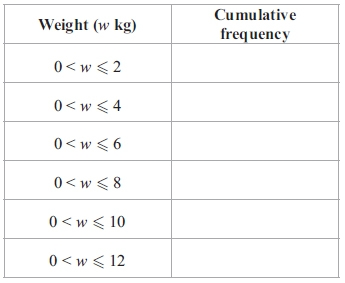 Weight (w kg)
Cumulative
frequency
0 < w ⩽ 2
0 < w ⩽ 4
0 < w ⩽ 6
0 < w ⩽ 8
0 < w ⩽ 10
0 < w ⩽ 12